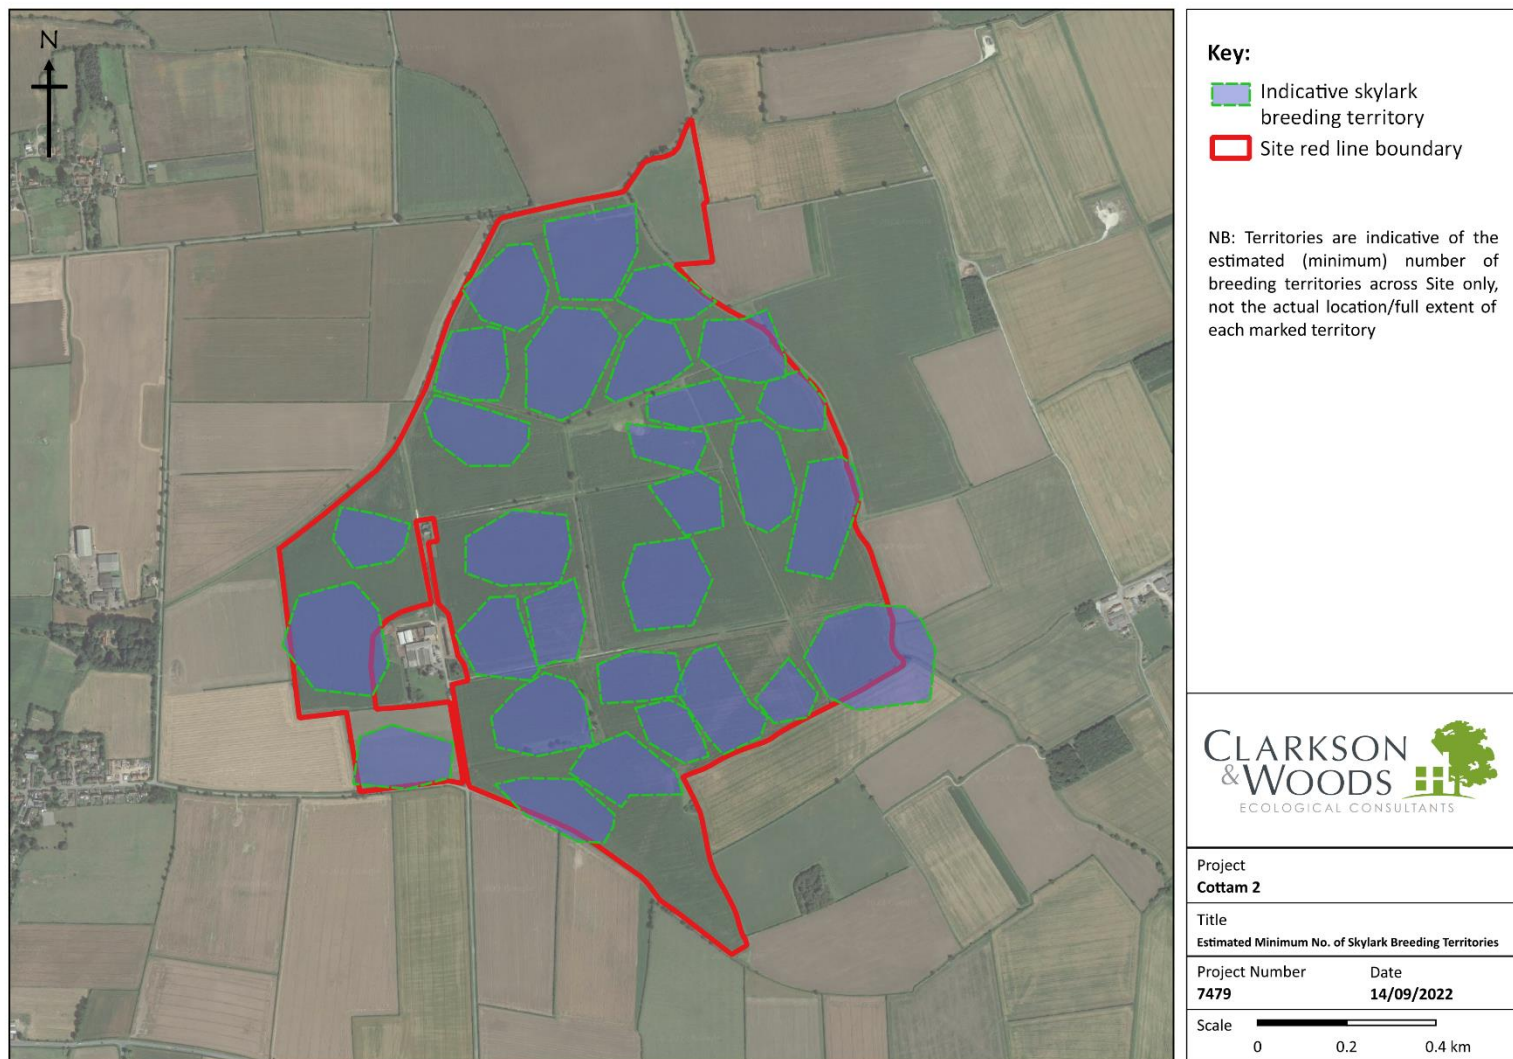 N
Key:
Indicative skylark
breeding territory
Site red line boundary
NB: Territories are indicative of the
estimated (minimum) number of
breeding territories across Site only,
not the actual location/full extent of
each marked territory
CLARKSON
& WOODS
ECOLOGICAL CONSULTANTS
Project
Cottam 2
Title
Estimated Minimum No. of Skylark Breeding Territories
Project Number
7479
Date
14/09/2022
Scale
0 0.2 0.4 km